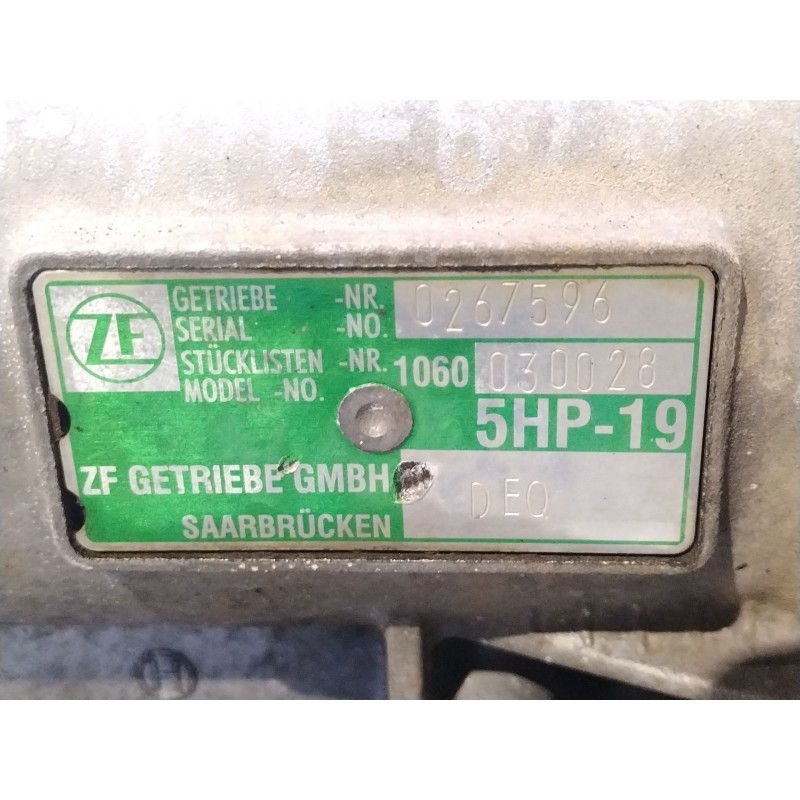 ZF
GETRIEBE -NR. 0267596
SERIAL -NO.
STÜCKLISTEN -NR. 1060 030028
MODEL -NO.
5HP-19
ZF GETRIEBE GMBH
DEQ
SAARBRÜCKEN